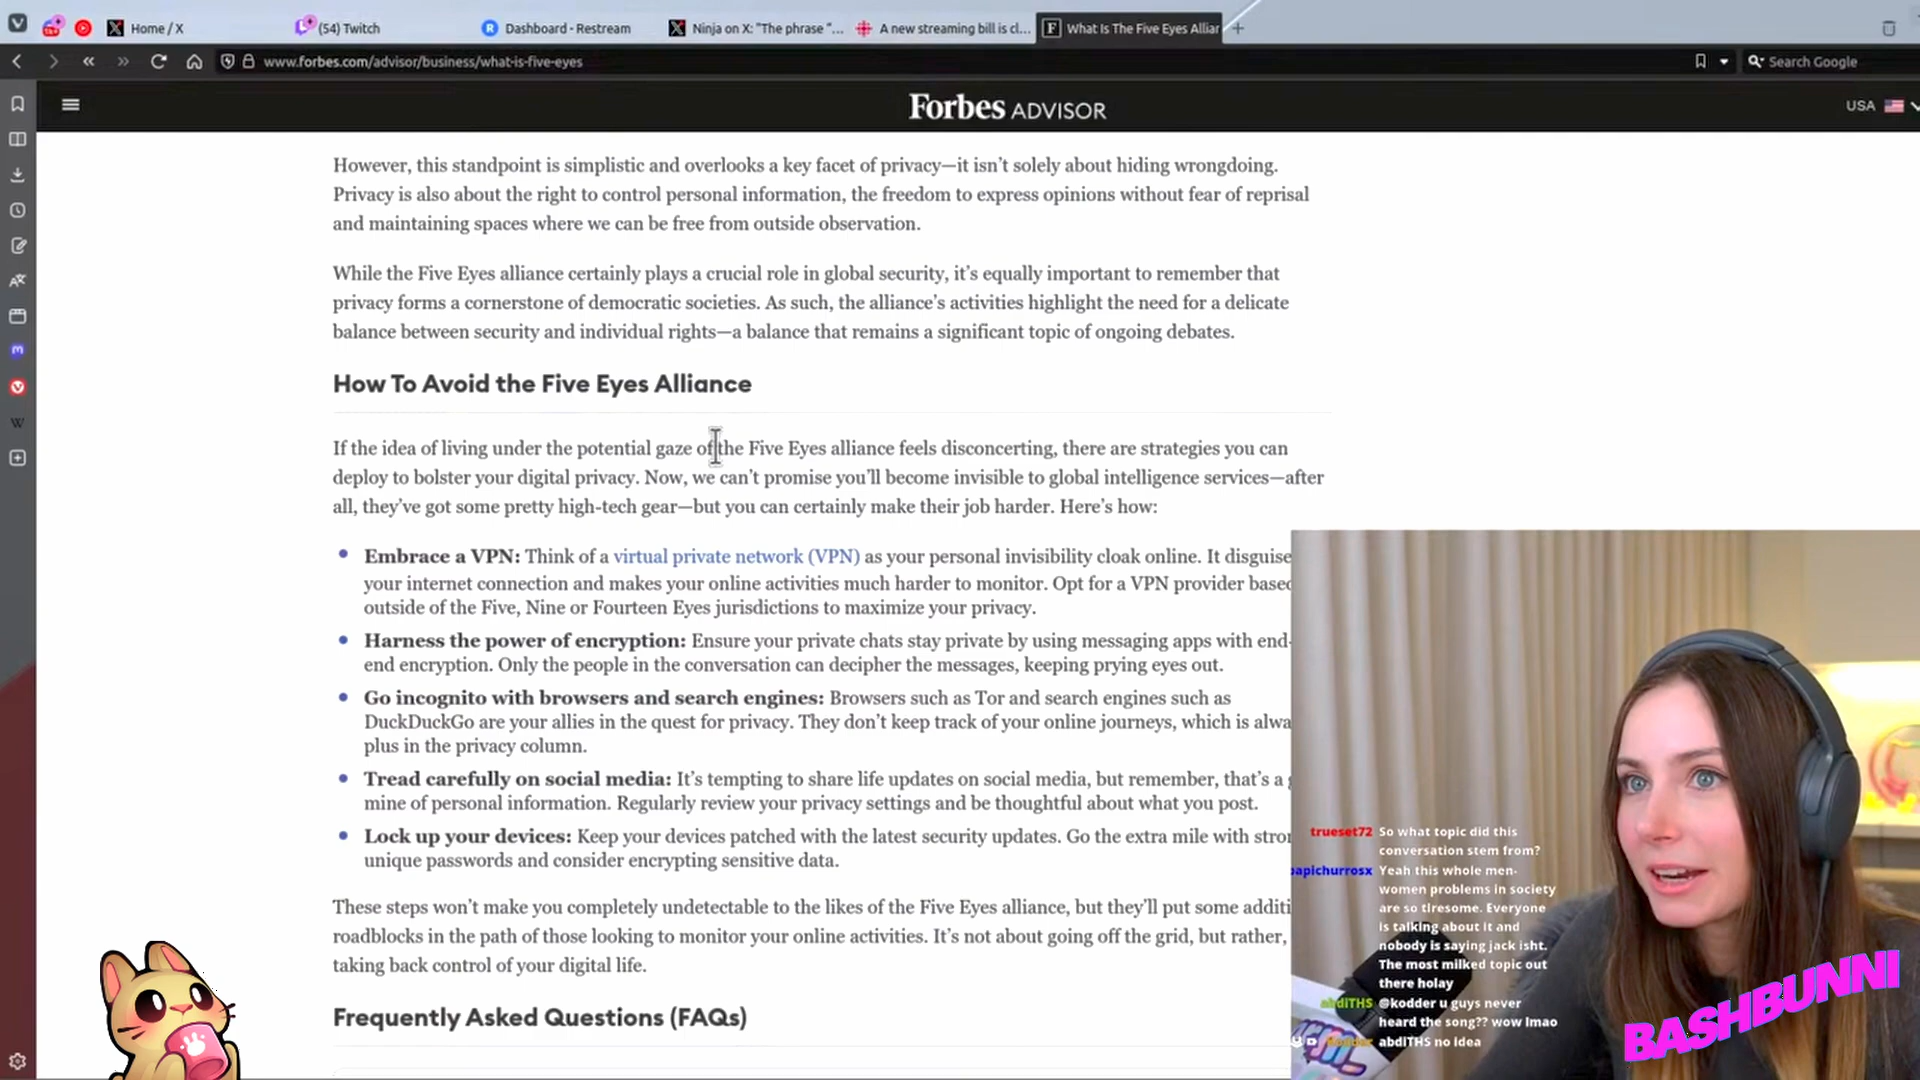 Home / X
(54) Twitch
Dashboard - Restream
Ninja on X: "The phrase "...
A new streaming bill is cl...
What Is The Five Eyes Allian
www.forbes.com/advisor/business/what-is-five-eyes
Search Google
Forbes ADVISOR
USA
However, this standpoint is simplistic and overlooks a key facet of privacy—it isn't solely about hiding wrongdoing.
Privacy is also about the right to control personal information, the freedom to express opinions without fear of reprisal
and maintaining spaces where we can be free from outside observation.
While the Five Eyes alliance certainly plays a crucial role in global security, it's equally important to remember that
privacy forms a cornerstone of democratic societies. As such, the alliance's activities highlight the need for a delicate
balance between security and individual rights—a balance that remains a significant topic of ongoing debates.
How To Avoid the Five Eyes Alliance
If the idea of living under the potential gaze of the Five Eyes alliance feels disconcerting, there are strategies you can
deploy to bolster your digital privacy. Now, we can't promise you'll become invisible to global intelligence services—after
all, they've got some pretty high-tech gear—but you can certainly make their job harder. Here's how:
Embrace a VPN: Think of a virtual private network (VPN) as your personal invisibility cloak online. It disguise
your internet connection and makes your online activities much harder to monitor. Opt for a VPN provider based
outside of the Five, Nine or Fourteen Eyes jurisdictions to maximize your privacy.
Harness the power of encryption: Ensure your private chats stay private by using messaging apps with end-
end encryption. Only the people in the conversation can decipher the messages, keeping prying eyes out.
Go incognito with browsers and search engines: Browsers such as Tor and search engines such as
DuckDuckGo are your allies in the quest for privacy. They don't keep track of your online journeys, which is alwa
plus in the privacy column.
Tread carefully on social media: It's tempting to share life updates on social media, but remember, that's a
mine of personal information. Regularly review your privacy settings and be thoughtful about what you post.
Lock up your devices: Keep your devices patched with the latest security updates. Go the extra mile with stron
unique passwords and consider encrypting sensitive data.
These steps won't make you completely undetectable to the likes of the Five Eyes alliance, but they'll put some additi
roadblocks in the path of those looking to monitor your online activities. It's not about going off the grid, but rather,
taking back control of your digital life.
Frequently Asked Questions (FAQs)
trueset72 So what topic did this
conversation stem from?
papichurrosx Yeah this whole men-
women problems in society
are so tiresome. Everyone
is talking about it and
nobody is saying jack isht.
The most milked topic out
there holay
abdiTHS @kodder u guys never
heard the song?? wow lmao
abdiTHS no idea
BASHBUNNI